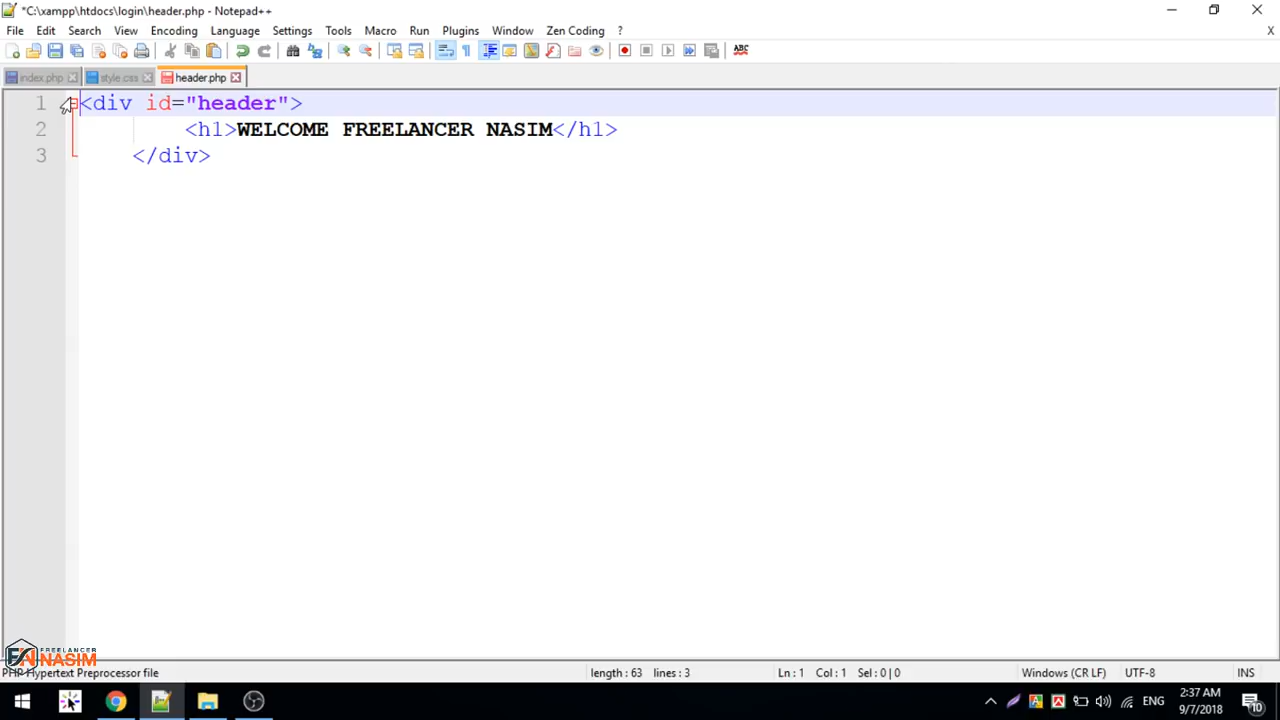 *C:\xampp\htdocs\login\header.php - Notepad++
File Edit Search View Encoding Language Settings Tools Macro Run Plugins Window Zen Coding ? X
index.php style.css header.php
1 <div id="header">
2 <h1>WELCOME FREELANCER NASIM</h1>
3 </div>
FREELANCER
FN NASIM
PHP Hypertext Preprocessor file length : 63 lines : 3 Ln : 1 Col : 1 Sel : 0 | 0 Windows (CR LF) UTF-8 INS
ENG 2:37 AM
9/7/2018 10